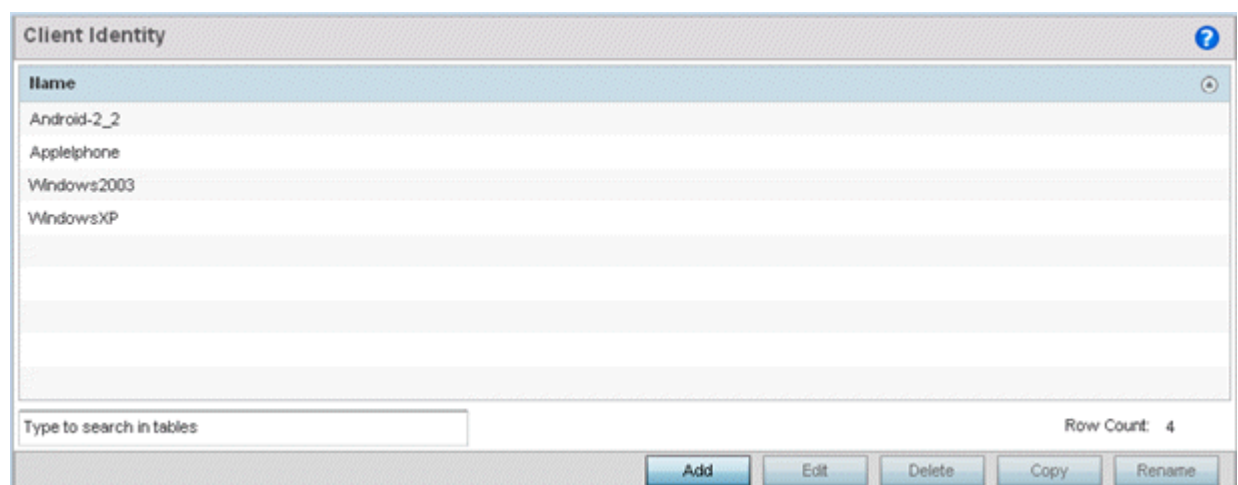 Client Identity
?
Name
Android-2_2
AppleIphone
Windows2003
WindowsXP
Type to search in tables
Row Count: 4
Add Edit Delete Copy Rename